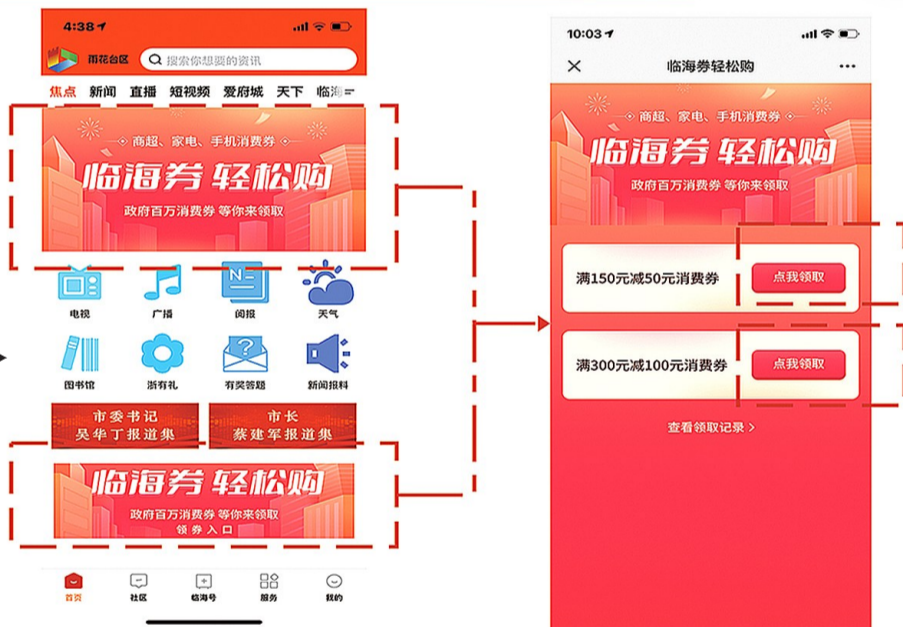 4:38
雨花台区
搜索你想要的资讯
焦点 新闻 直播 短视频 爱府城 天下 临海
商超、家电、手机消费券
临海券 轻松购
政府百万消费券 等你来领取
电视 广播 阅报 天气
图书馆 浙有礼 有奖答题 新闻报料
市委书记
吴华丁报道集
市长
蔡建军报道集
临海券 轻松购
政府百万消费券 等你来领取
领券入口
首页 社区 临海号 服务 我的
10:03
临海券轻松购
商超、家电、手机消费券
临海券 轻松购
政府百万消费券 等你来领取
满150元减50元消费券
点我领取
满300元减100元消费券
点我领取
查看领取记录 >